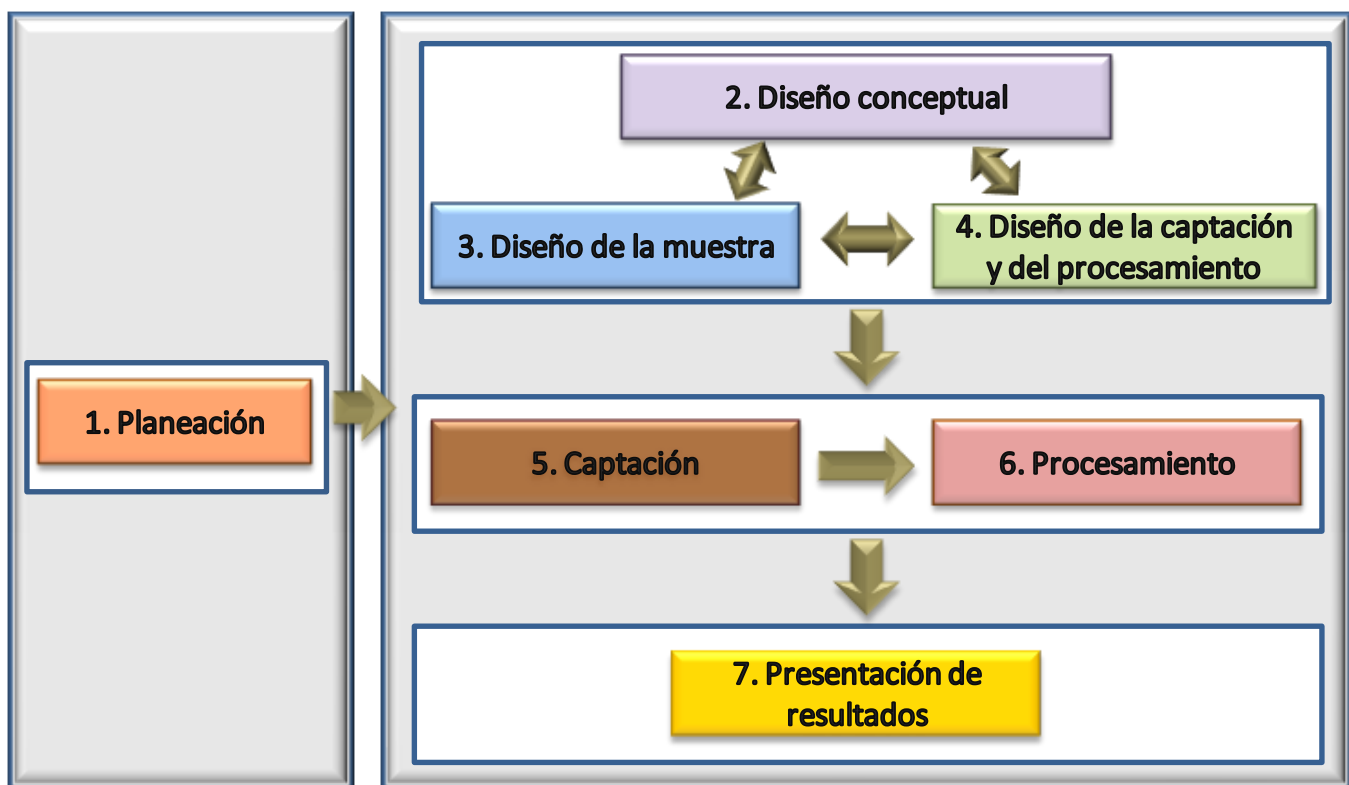 2. Diseño conceptual
3. Diseño de la muestra
4. Diseño de la captación
y del procesamiento
1. Planeación
5. Captación
6. Procesamiento
7. Presentación de
resultados